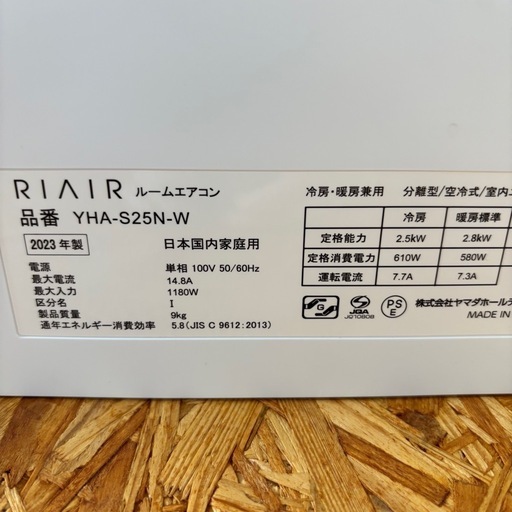 RIAIR ルームエアコン
品番 YHA-S25N-W
2023年製 日本国内家庭用
電源 単相 100V 50/60Hz
最大電流 14.8A
最大入力 1180W
区分名 I
製品質量 9kg
通年エネルギー消費効率 5.8(JIS C 9612:2013)
冷房・暖房兼用 分離型/空冷式/室内
冷房 暖房標準
定格能力 2.5kW 2.8kW
定格消費電力 610W 580W
運転電流 7.7A 7.3A
S G JQA JQ1080B PS E 株式会社ヤマダホール
MADE IN